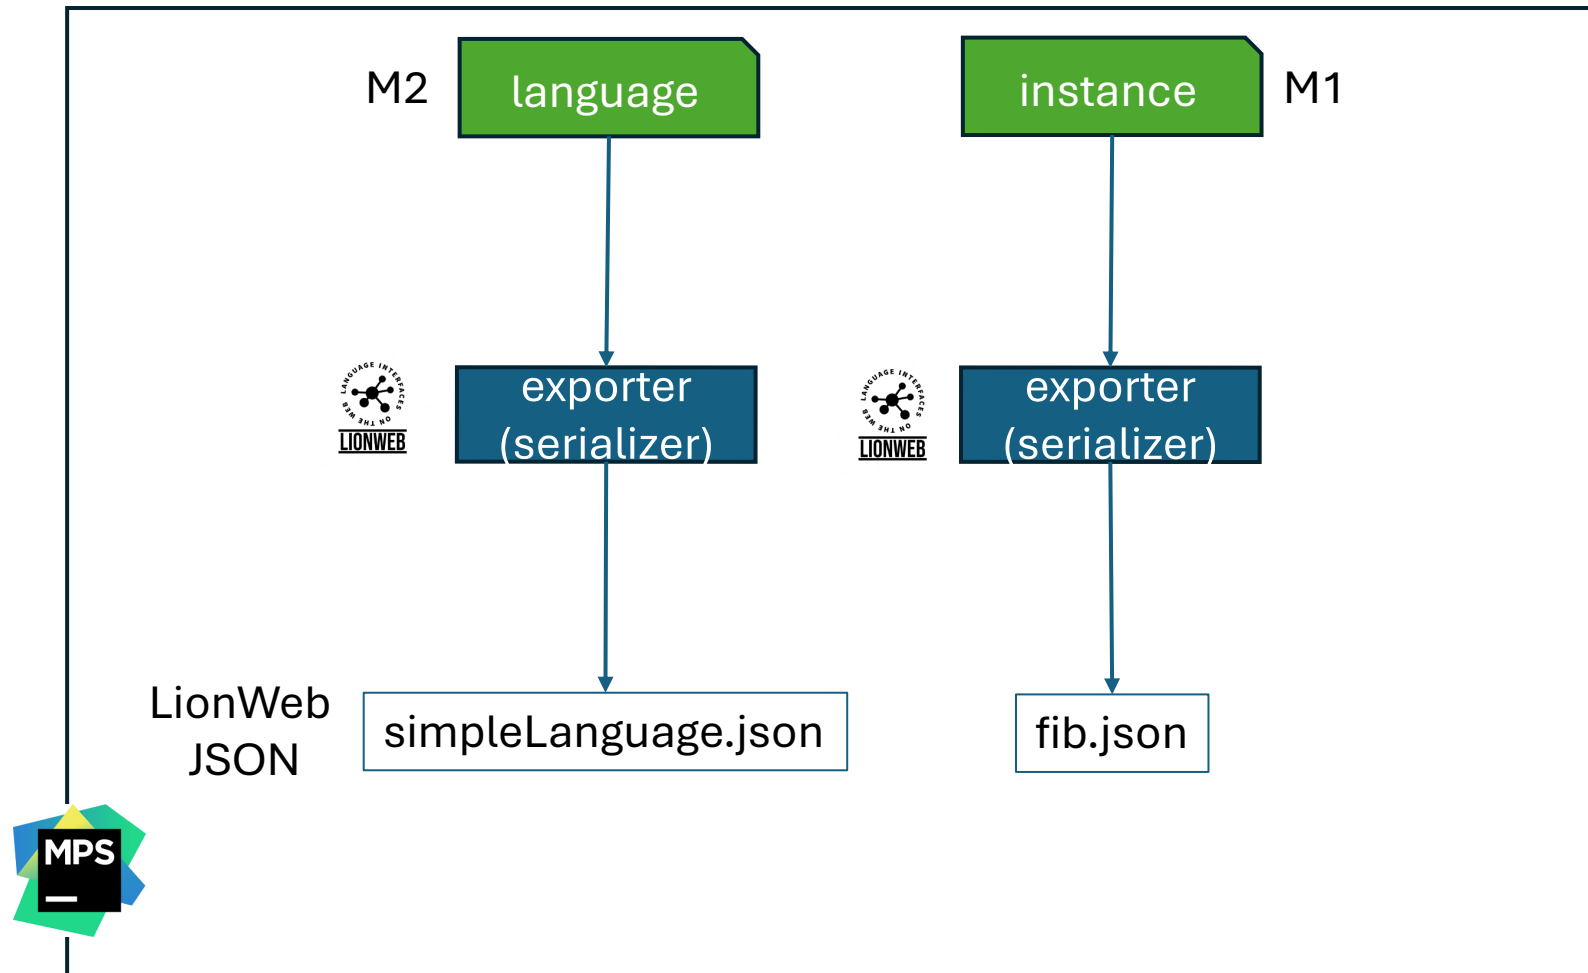 M2
language
instance
M1
LANGUAGE INTERFACES ON THE WEB
LIONWEB
exporter
(serializer)
LANGUAGE INTERFACES ON THE WEB
LIONWEB
exporter
(serializer)
LionWeb
JSON
simpleLanguage.json
fib.json
MPS